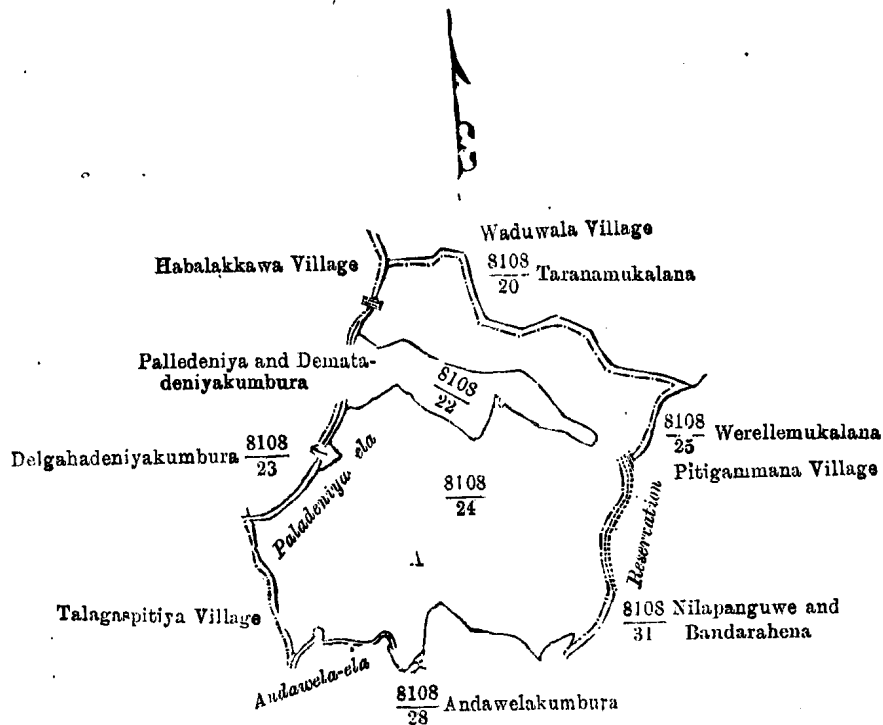 Waduwala Village
Habalakkawa Village
8108
20 Taranamukalana
Palledeniya and Demata-
deniyakumbura
8108
22
8108
25 Werellemukalana
Pitigammana Village
Delgahadeniyakumbura 8108
23
Paladeniya ela
8108
24
Reservation
Talagaspitiya Village
8108
31 Nilapanguwe and
Bandarahena
Andawela-ela
8108
28 Andawelakumbura